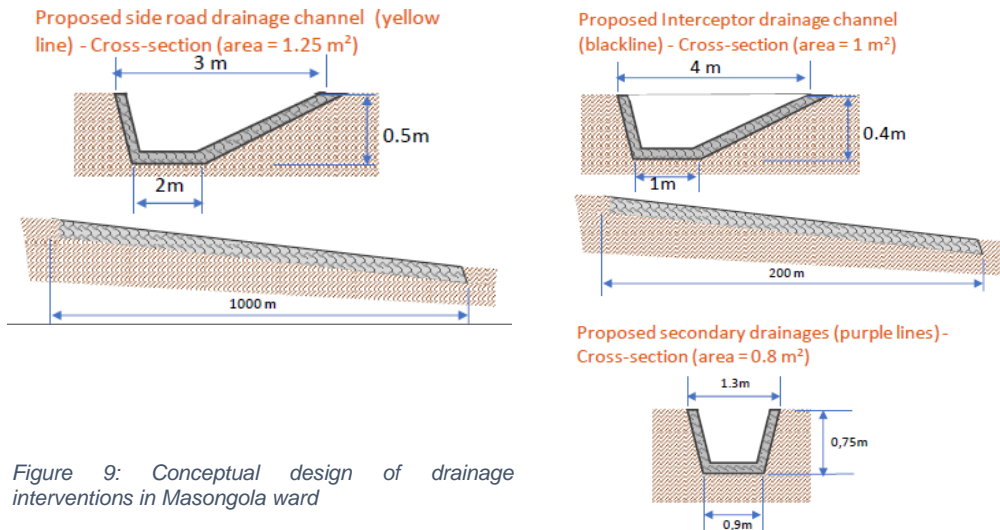 Proposed side road drainage channel (yellow
line) - Cross-section (area = 1.25 m²)
3 m
0.5m
2m
1000 m
Proposed Interceptor drainage channel
(blackline) - Cross-section (area = 1 m²)
4 m
0.4m
1m
200 m
Proposed secondary drainages (purple lines) -
Cross-section (area = 0.8 m²)
1.3m
0,75m
0,9m
Figure 9: Conceptual design of drainage
interventions in Masongola ward